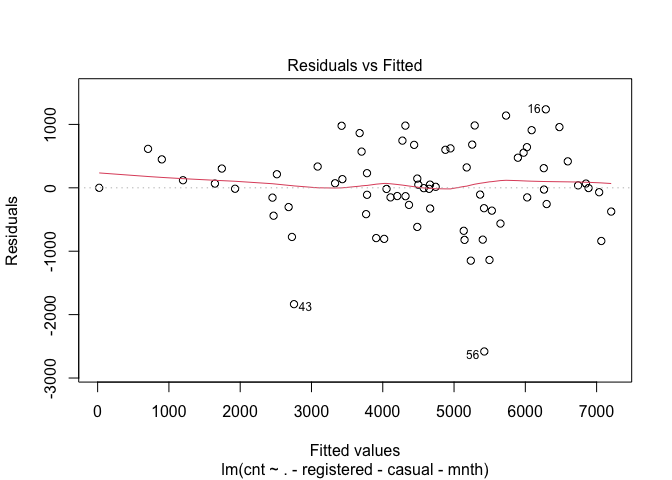 Residuals vs Fitted
Residuals
1000
0
-1000
-2000
-3000
16
43
56
0 1000 2000 3000 4000 5000 6000 7000
Fitted values
lm(cnt ~ . - registered - casual - mnth)